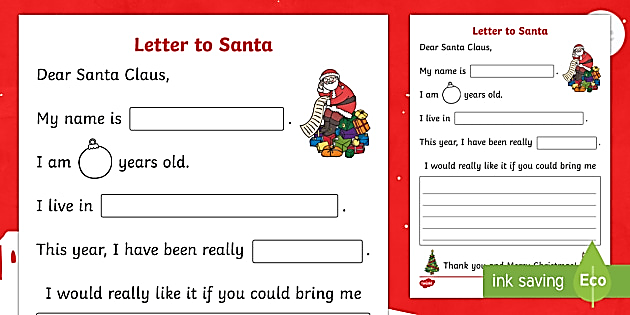 Letter to Santa
Dear Santa Claus,
My name is .
I am years old.
I live in .
This year, I have been really .
I would really like it if you could bring me
Letter to Santa
Dear Santa Claus,
My name is .
I am years old.
I live in .
This year, I have been really .
I would really like it if you could bring me
Thank you and Merry Christmas!
ink saving Eco